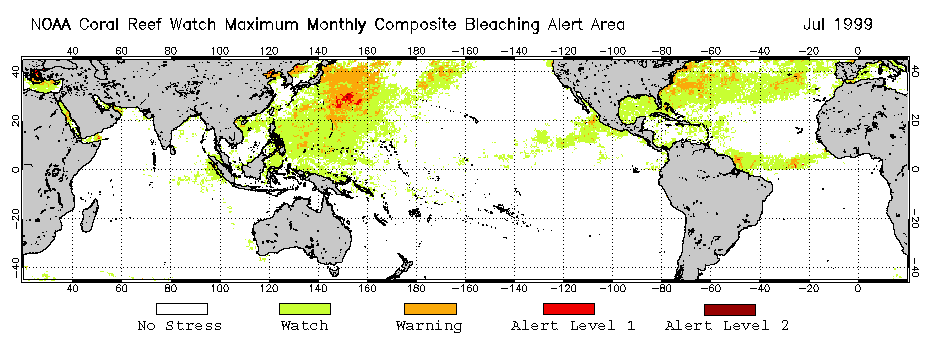 NOAA Coral Reef Watch Maximum Monthly Composite Bleaching Alert Area Jul 1999
40 60 80 100 120 140 160 180 -160 -140 -120 -100 -80 -60 -40 -20 0
40 40
20 20
0 0
-20 -20
-40 -40
40 60 80 100 120 140 160 180 -160 -140 -120 -100 -80 -60 -40 -20 0
No Stress Watch Warning Alert Level 1 Alert Level 2